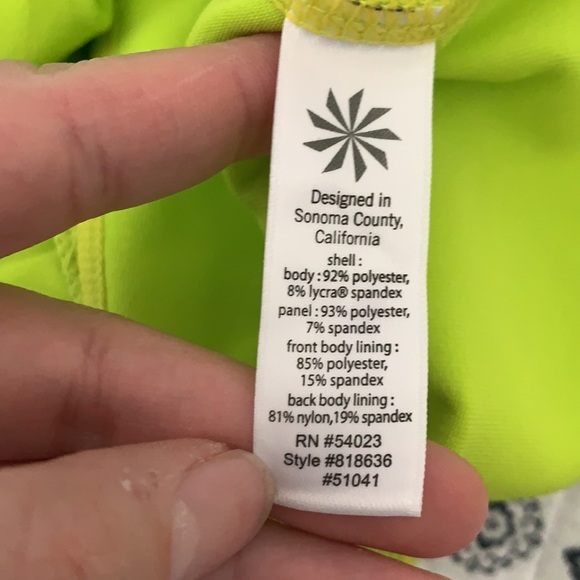 Designed in
Sonoma County,
California
shell :
body : 92% polyester,
8% lycra® spandex
panel : 93% polyester,
7% spandex
front body lining :
85% polyester,
15% spandex
back body lining :
81% nylon,19% spandex
RN #54023
Style #818636
#51041